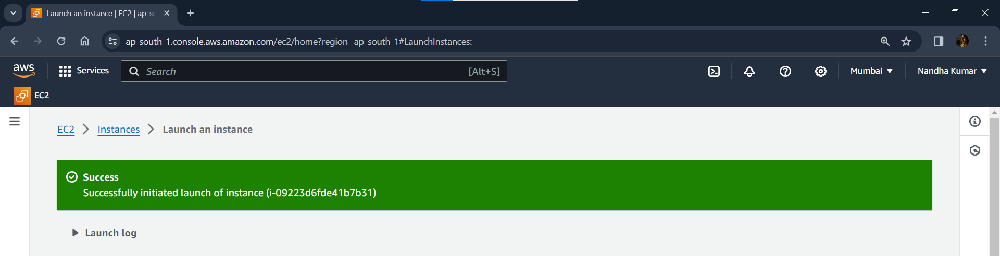 Launch an instance | EC2 | ap-sc
ap-south-1.console.aws.amazon.com/ec2/home?region=ap-south-1#LaunchInstances:
aws
Services
Search
[Alt+S]
Mumbai
Nandha Kumar
EC2
EC2 > Instances > Launch an instance
Success
Successfully initiated launch of instance (i-09223d6fde41b7b31)
Launch log